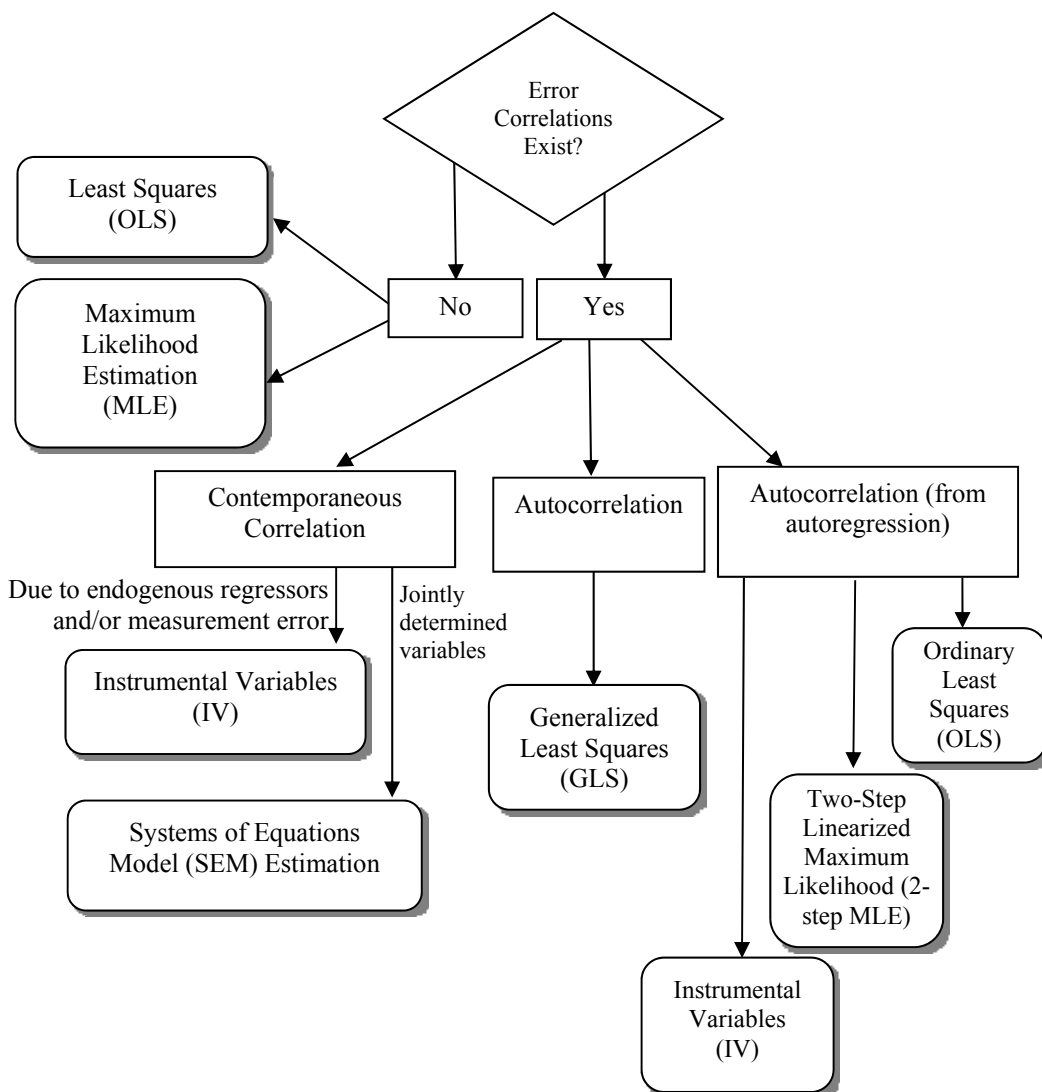 Error
Correlations
Exist?
Least Squares
(OLS)
No
Yes
Maximum
Likelihood
Estimation
(MLE)
Contemporaneous
Correlation
Autocorrelation
Autocorrelation (from
autoregression)
Due to endogenous regressors
and/or measurement error
Jointly
determined
variables
Instrumental Variables
(IV)
Generalized
Least Squares
(GLS)
Ordinary
Least
Squares
(OLS)
Systems of Equations
Model (SEM) Estimation
Two-Step
Linearized
Maximum
Likelihood (2-
step MLE)
Instrumental
Variables
(IV)